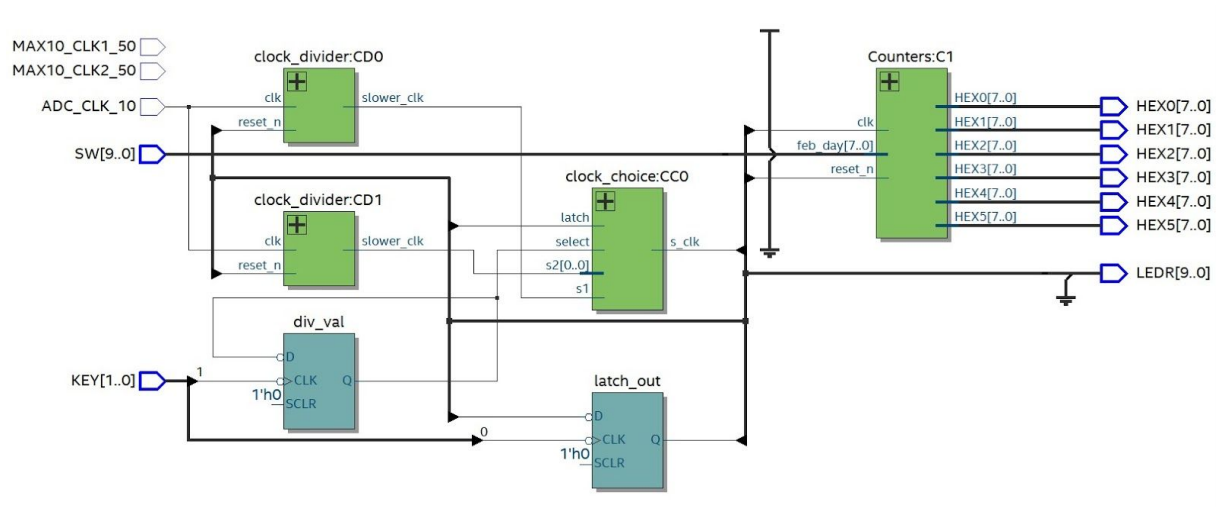 MAX10_CLK1_50
MAX10_CLK2_50
ADC_CLK_10
SW[9..0]
KEY[1..0]
clock_divider:CD0
clk
slower_clk
reset_n
clock_divider:CD1
clk
slower_clk
reset_n
div_val
D
1
CLK
Q
1'h0
SCLR
clock_choice:CC0
latch
select
s_clk
s2[0..0]
s1
latch_out
D
0
CLK
Q
1'h0
SCLR
Counters:C1
clk
feb_day[7..0]
reset_n
HEX0[7..0]
HEX1[7..0]
HEX2[7..0]
HEX3[7..0]
HEX4[7..0]
HEX5[7..0]
HEX0[7..0]
HEX1[7..0]
HEX2[7..0]
HEX3[7..0]
HEX4[7..0]
HEX5[7..0]
LEDR[9..0]